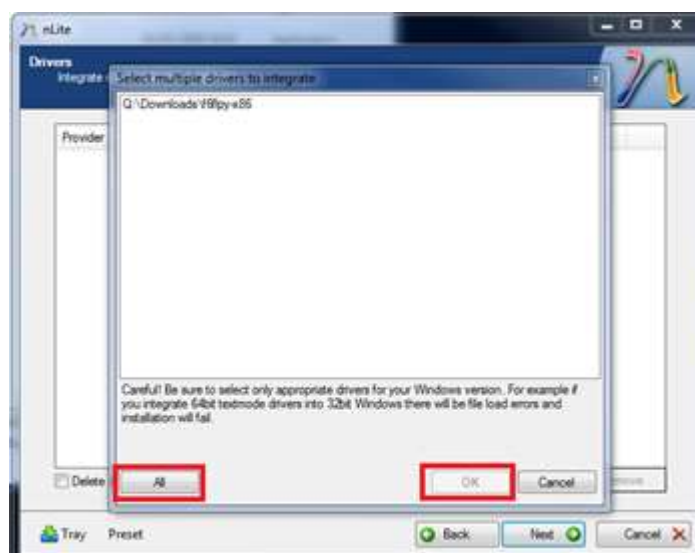 nLite
Drivers
Integrate
Select multiple drivers to integrate
Q:\Downloads\f6flpy-x86
Provider
Careful! Be sure to select only appropriate drivers for your Windows version. For example if
you integrate 64bit textmode drivers into 32bit Windows there will be file load errors and
installation will fail.
Delete
All
OK
Cancel
Tray
Preset
Back
Next
Cancel